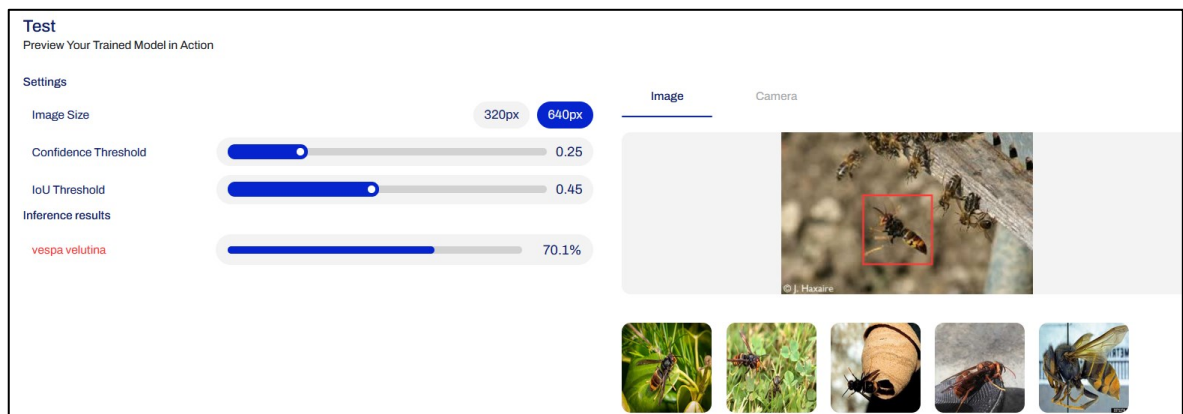 Test
Preview Your Trained Model in Action
Settings
Image Size
320px
640px
Confidence Threshold
0.25
IoU Threshold
0.45
Inference results
vespa velutina
70.1%
Image
Camera
© J. Haxaire